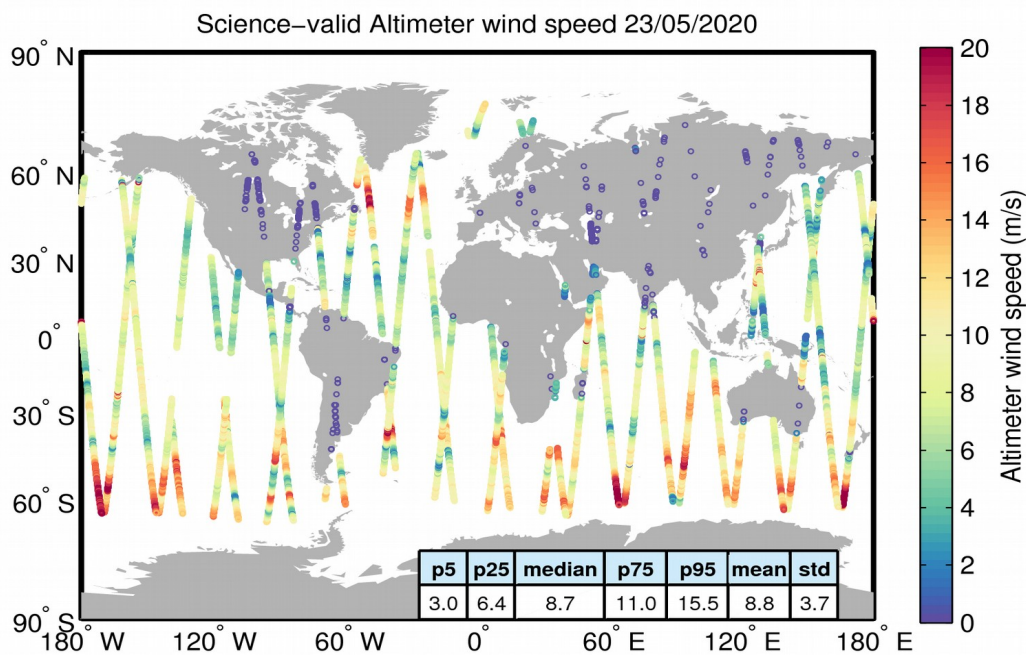 Science−valid Altimeter wind speed 23/05/2020
90° N
60° N
30° N
0°
30° S
60° S
90° S
180° W
120° W
60° W
0°
60° E
120° E
180° E
p5 p25 median p75 p95 mean std
3.0 6.4 8.7 11.0 15.5 8.8 3.7
20
18
16
14
12
10
8
6
4
2
0
Altimeter wind speed (m/s)